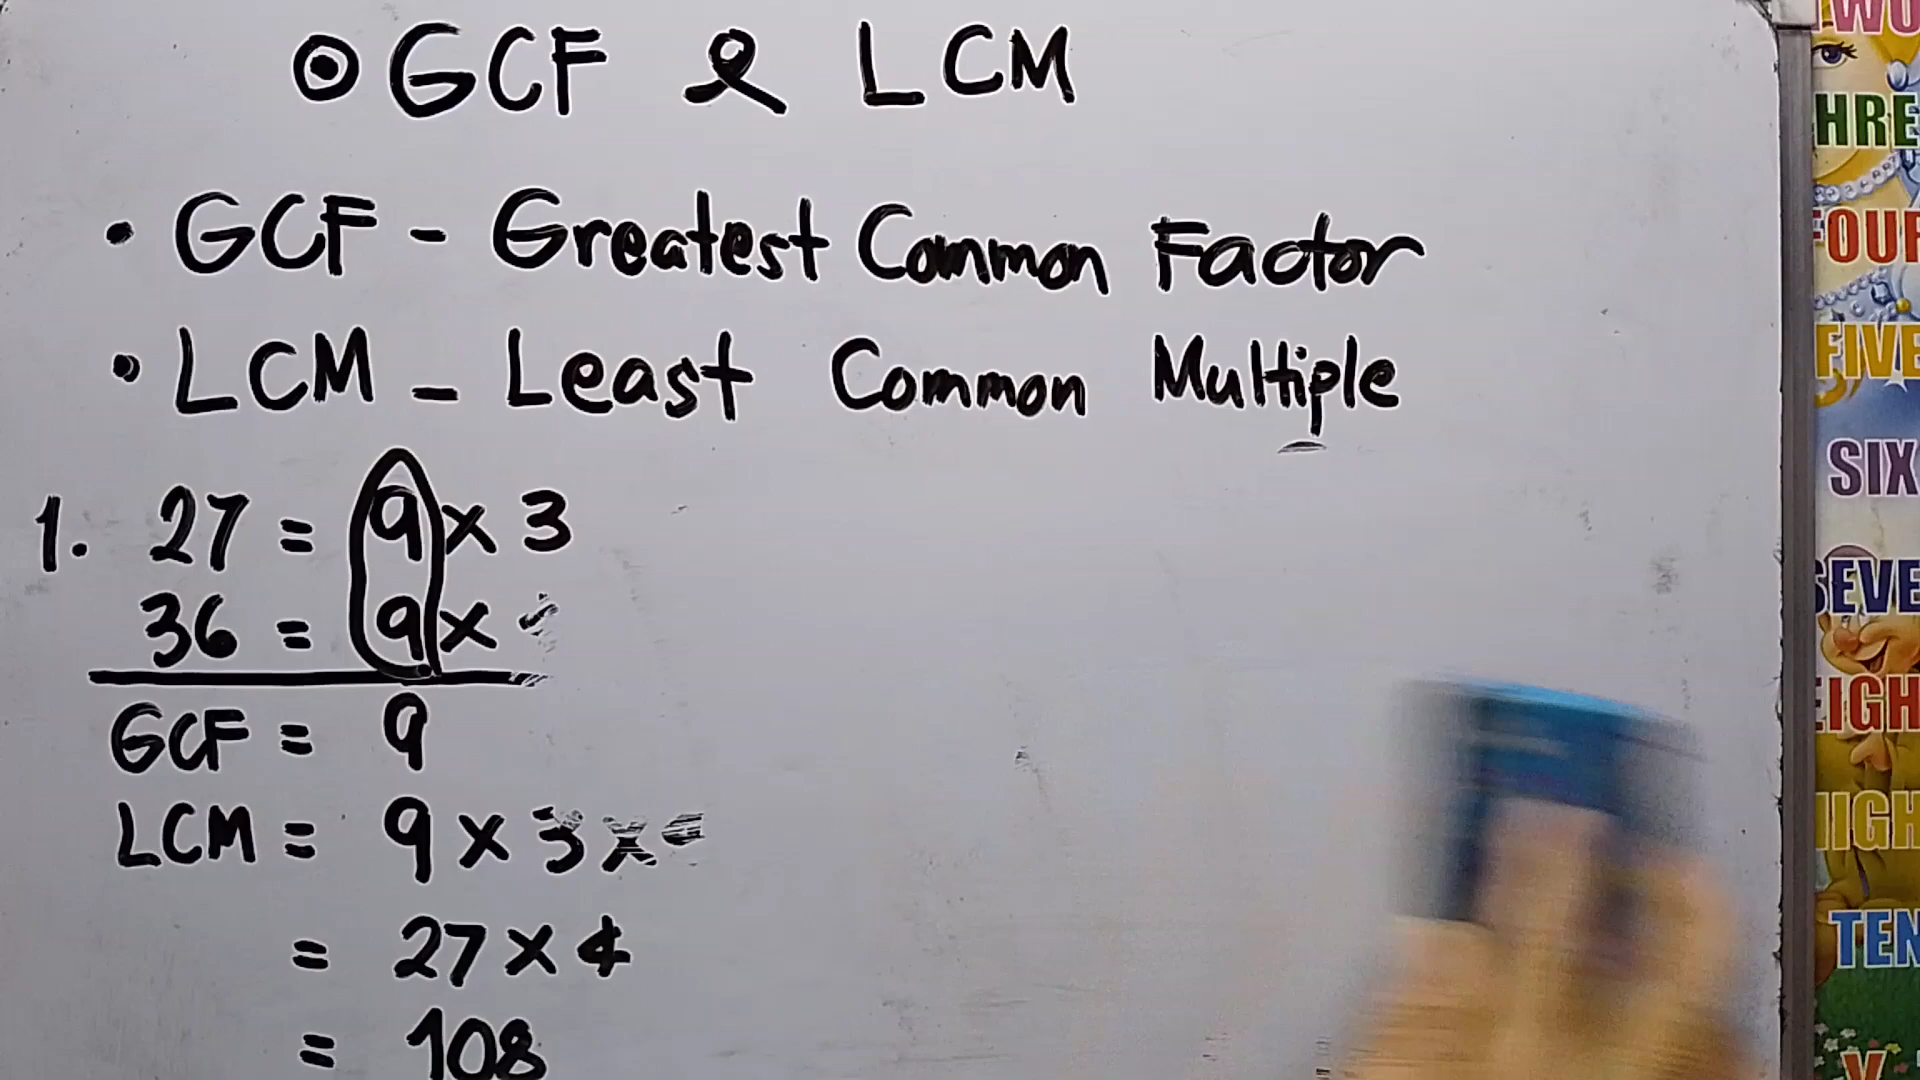 ⊙ GCF & LCM
• GCF - Greatest Common Factor
• LCM - Least Common Multiple
1. 27 = 9 x 3
36 = 9 x
GCF = 9
LCM = 9 x 3 x
= 27 x 4
= 108
FIVE
SIX
TEN